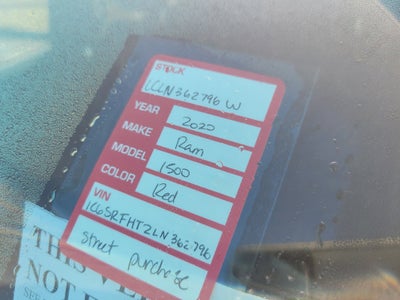 STOCK
LCLN362796 W
YEAR 2020
MAKE Ram
MODEL 1500
COLOR Red
VIN
1C6SRFHT2LN362796
Street purchase
THIS VE
NOT